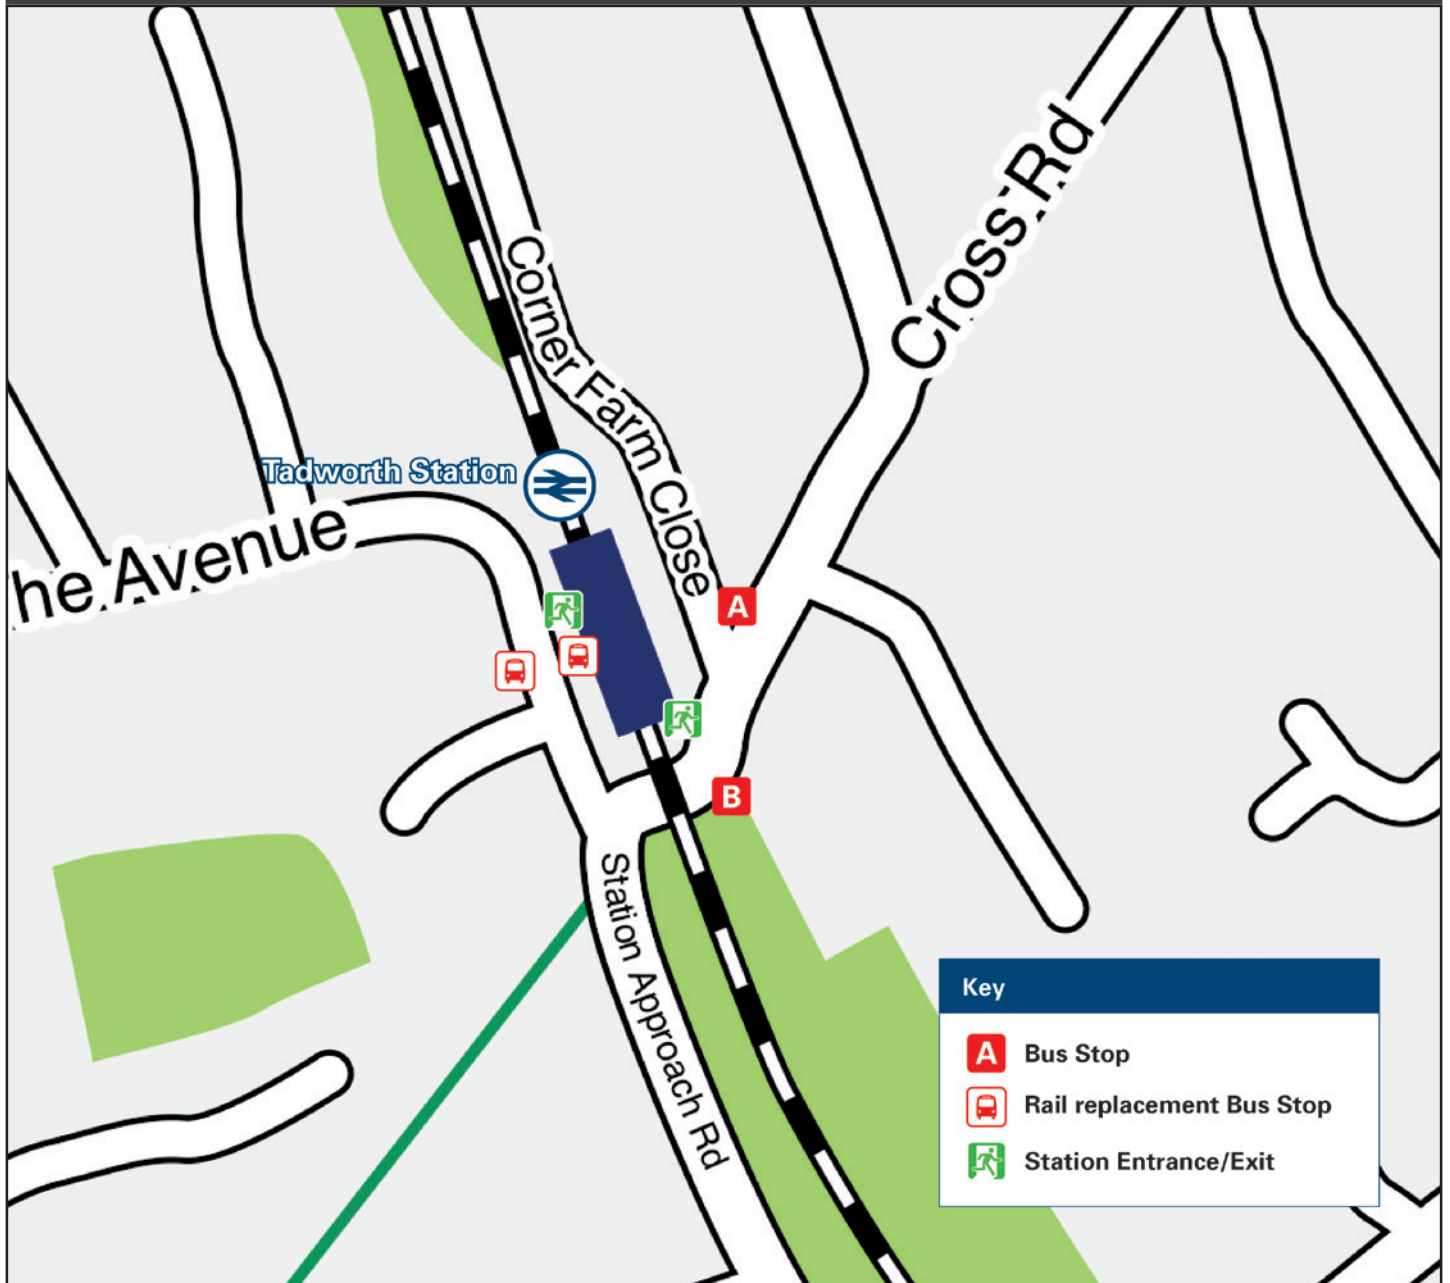 Cross Rd
Corner Farm Close
Tadworth Station
he Avenue
A
B
Station Approach Rd
Key
A Bus Stop
Rail replacement Bus Stop
Station Entrance/Exit